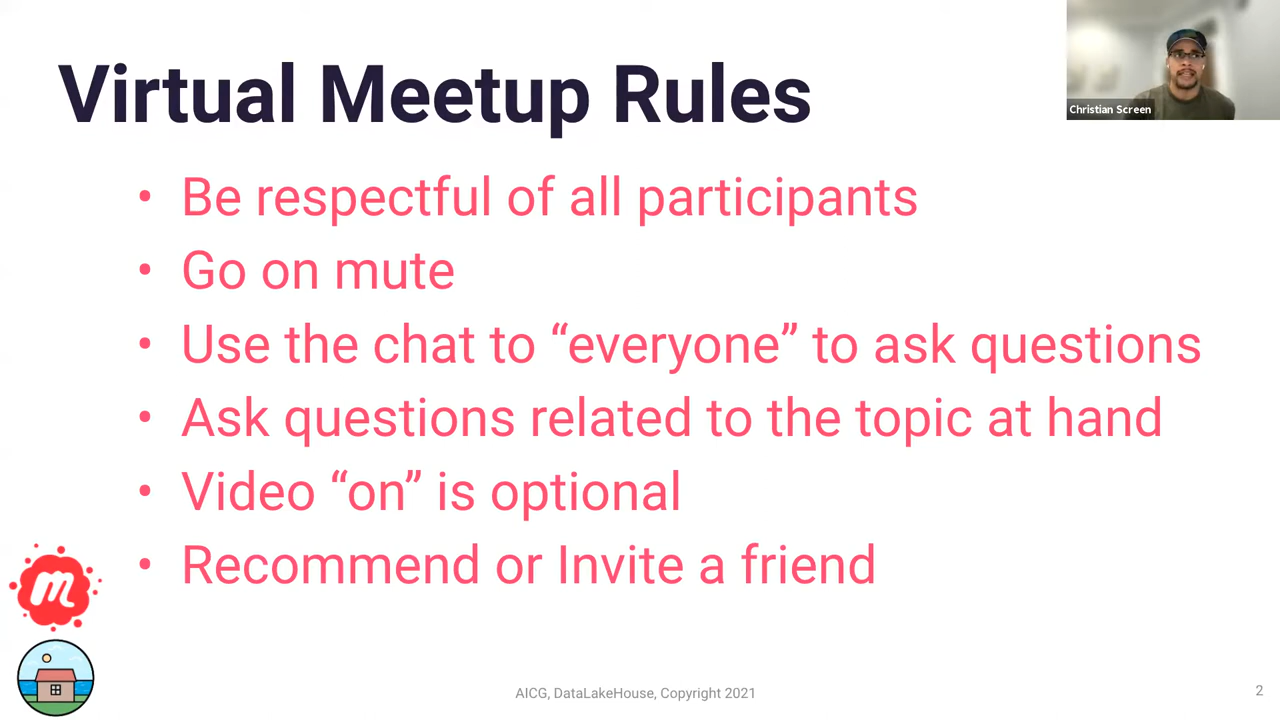 Virtual Meetup Rules
Christian Screen
• Be respectful of all participants
• Go on mute
• Use the chat to “everyone” to ask questions
• Ask questions related to the topic at hand
• Video “on” is optional
• Recommend or Invite a friend
m
AICG, DataLakeHouse, Copyright 2021
2